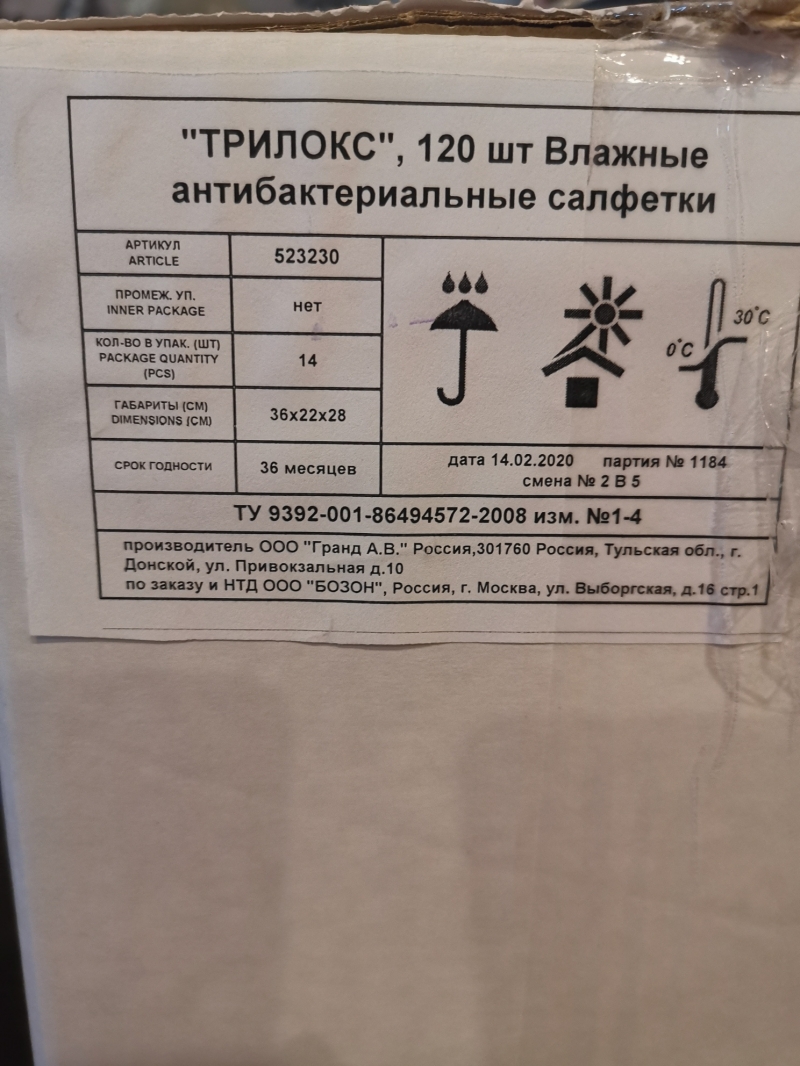 "ТРИЛОКС", 120 шт Влажные
антибактериальные салфетки
АРТИКУЛ
ARTICLE
523230
ПРОМЕЖ. УП.
INNER PACKAGE
нет
КОЛ-ВО В УПАК. (ШТ)
PACKAGE QUANTITY
(PCS)
14
ГАБАРИТЫ (СМ)
DIMENSIONS (CM)
36х22х28
СРОК ГОДНОСТИ
36 месяцев
30°C
0°C
дата 14.02.2020 партия № 1184
смена № 2 В 5
ТУ 9392-001-86494572-2008 изм. №1-4
производитель ООО "Гранд А.В." Россия,301760 Россия, Тульская обл., г.
Донской, ул. Привокзальная д.10
по заказу и НТД ООО "БОЗОН", Россия, г. Москва, ул. Выборгская, д.16 стр.1